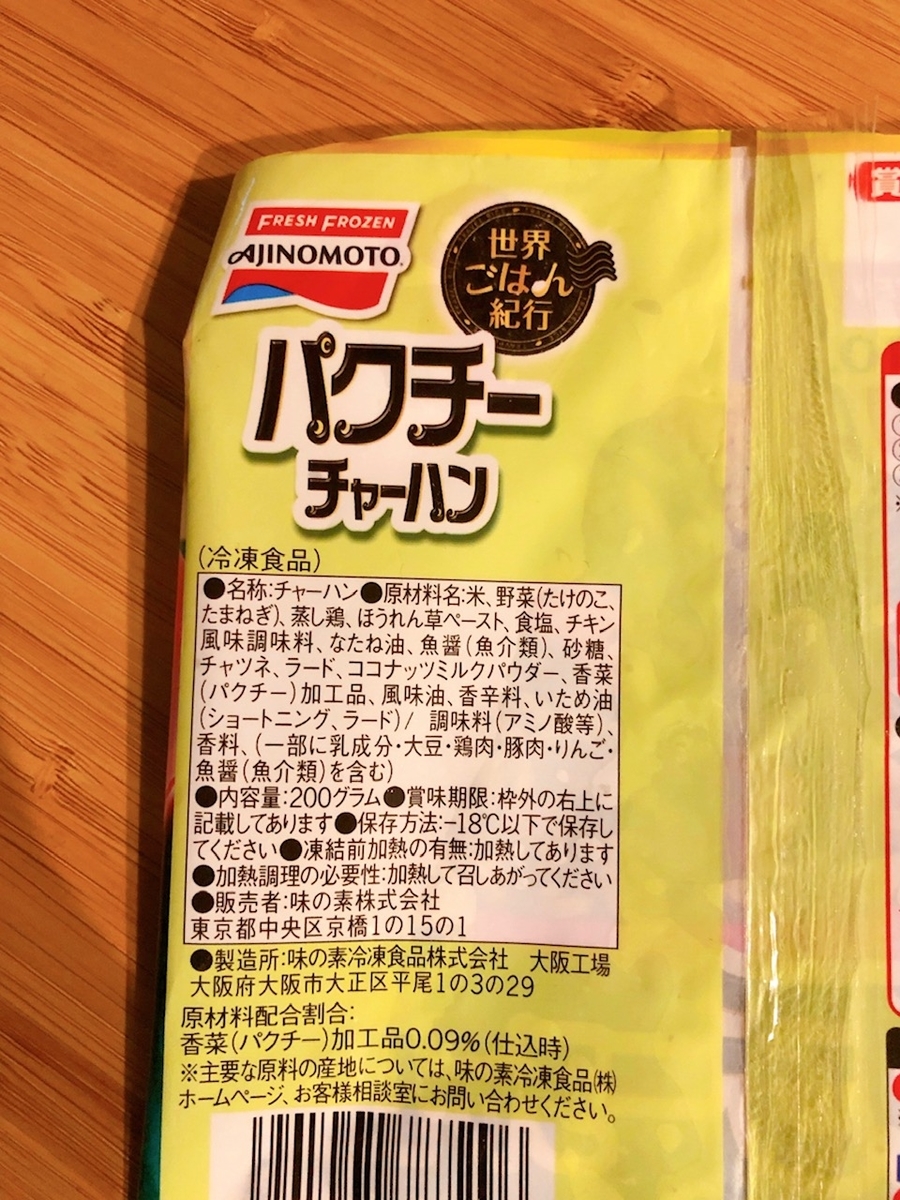 FRESH FROZEN
AJINOMOTO
世界
ごはん
紀行
パクチー
チャーハン
(冷凍食品)
●名称:チャーハン●原材料名:米、野菜(たけのこ、
たまねぎ)、蒸し鶏、ほうれん草ペースト、食塩、チキン
風味調味料、なたね油、魚醤(魚介類)、砂糖、
チャツネ、ラード、ココナッツミルクパウダー、香菜
(パクチー)加工品、風味油、香辛料、いため油
(ショートニング、ラード)/ 調味料(アミノ酸等)、
香料、(一部に乳成分・大豆・鶏肉・豚肉・りんご・
魚醤(魚介類)を含む)
●内容量:200グラム●賞味期限:枠外の右上に
記載してあります●保存方法:-18℃以下で保存し
てください●凍結前加熱の有無:加熱してあります
●加熱調理の必要性:加熱して召しあがってください
●販売者:味の素株式会社
東京都中央区京橋1の15の1
●製造所:味の素冷凍食品株式会社 大阪工場
大阪府大阪市大正区平尾1の3の29
原材料配合割合:
香菜(パクチー)加工品0.09%(仕込時)
※主要な原料の産地については、味の素冷凍食品(株)
ホームページ、お客様相談室にお問い合わせください。
賞